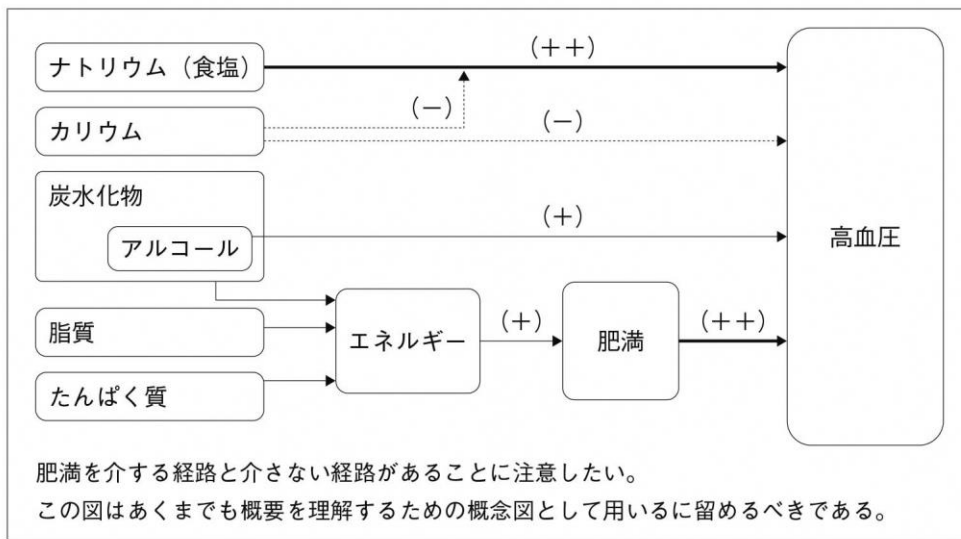 ナトリウム（食塩）
（＋＋）
（－）
カリウム
（－）
炭水化物
アルコール
（＋）
高血圧
脂質
エネルギー
（＋）
肥満
（＋＋）
たんぱく質
肥満を介する経路と介さない経路があることに注意したい。
この図はあくまでも概要を理解するための概念図として用いるに留めるべきである。